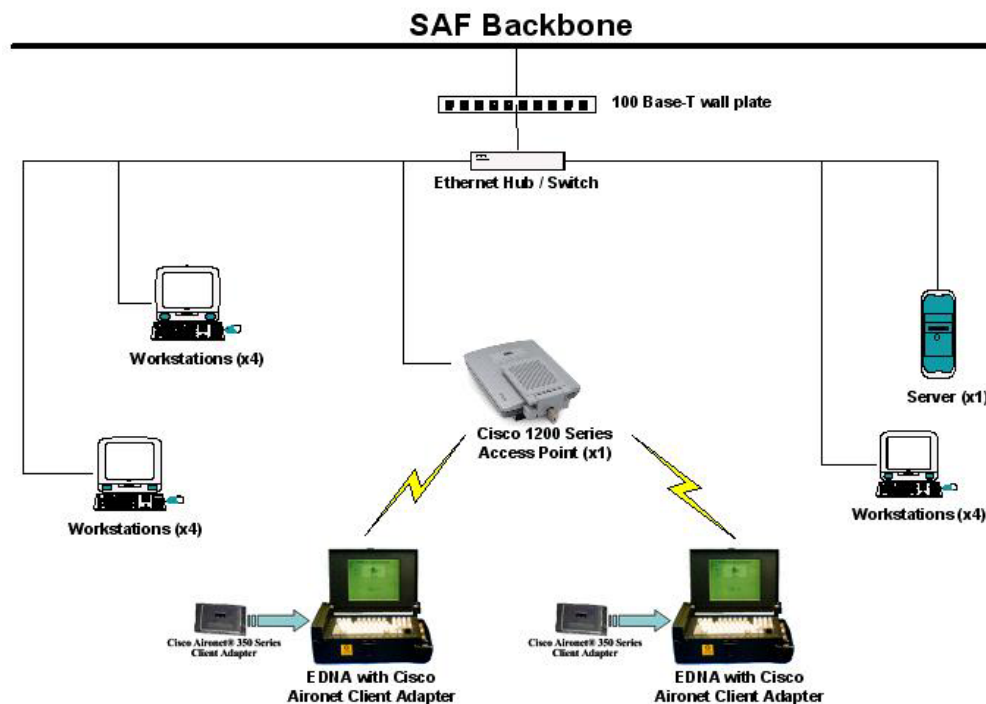 SAF Backbone
100 Base-T wall plate
Ethernet Hub / Switch
Workstations (x4)
Server (x1)
Cisco 1200 Series
Access Point (x1)
Workstations (x4)
Workstations (x4)
Cisco Aironet® 350 Series
Client Adapter
EDNA with Cisco
Aironet Client Adapter
Cisco Aironet® 350 Series
Client Adapter
EDNA with Cisco
Aironet Client Adapter